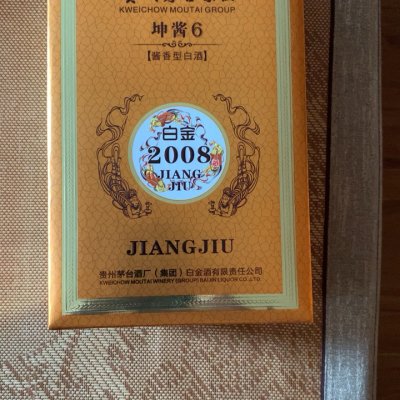 KWEICHOW MOUTAI GROUP
坤酱6
【酱香型白酒】
白金
2008
JIANG
JIU
JIANGJIU
贵州茅台酒厂（集团）白金酒有限责任公司
KWEICHOW MOUTAI WINERY (GROUP) BAIJIN LIQUOR CO.,LTD